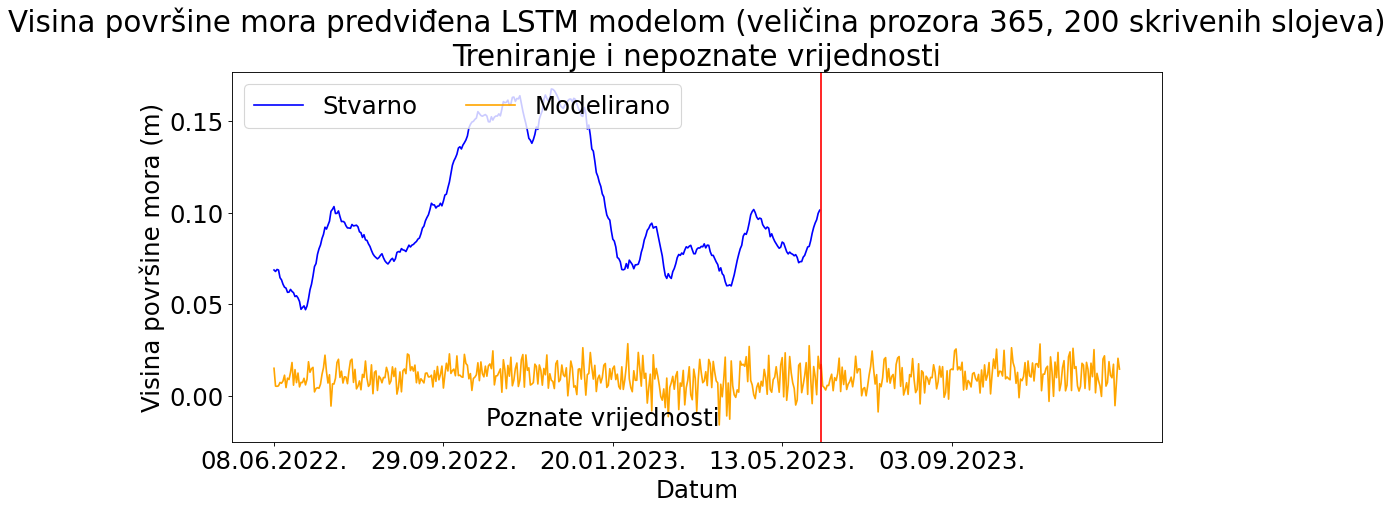 Visina površine mora predviđena LSTM modelom (veličina prozora 365, 200 skrivenih slojeva)
Treniranje i nepoznate vrijednosti
Stvarno
Modelirano
Visina površine mora (m)
0.15
0.10
0.05
0.00
Poznate vrijednosti
08.06.2022.
29.09.2022.
20.01.2023.
13.05.2023.
03.09.2023.
Datum